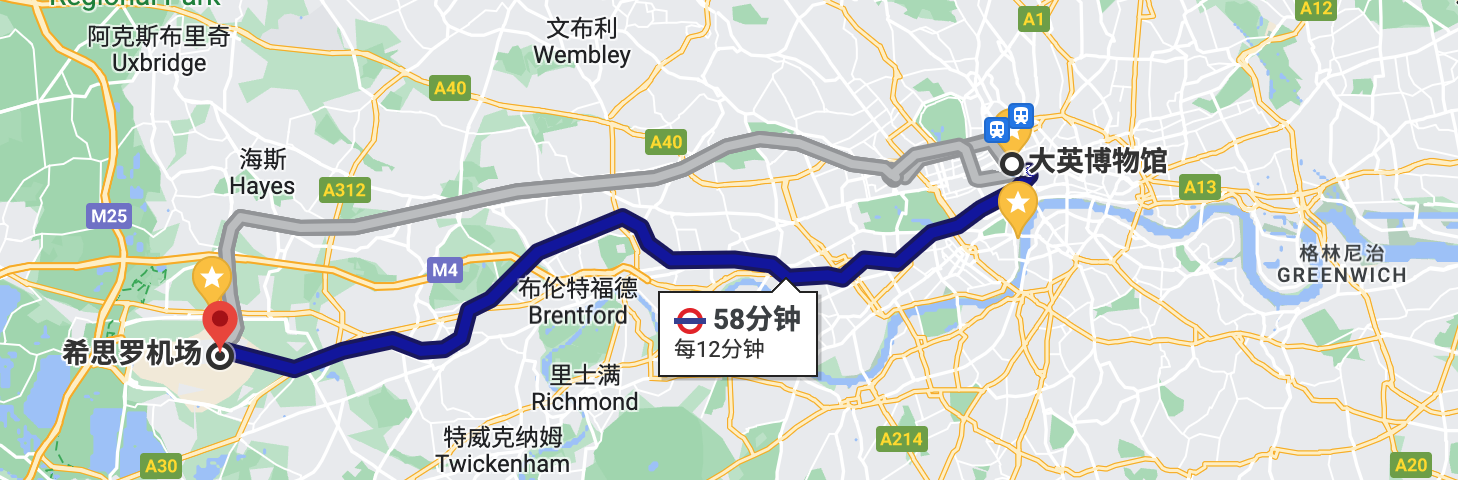 Regional Park
阿克斯布里奇
Uxbridge
文布利
Wembley
A1
A12
A40
A40
海斯
Hayes
A312
大英博物馆
A13
M25
M4
格林尼治
GREENWICH
布伦特福德
Brentford
58分钟
每12分钟
希思罗机场
里士满
Richmond
特威克纳姆
Twickenham
A214
A30
A20